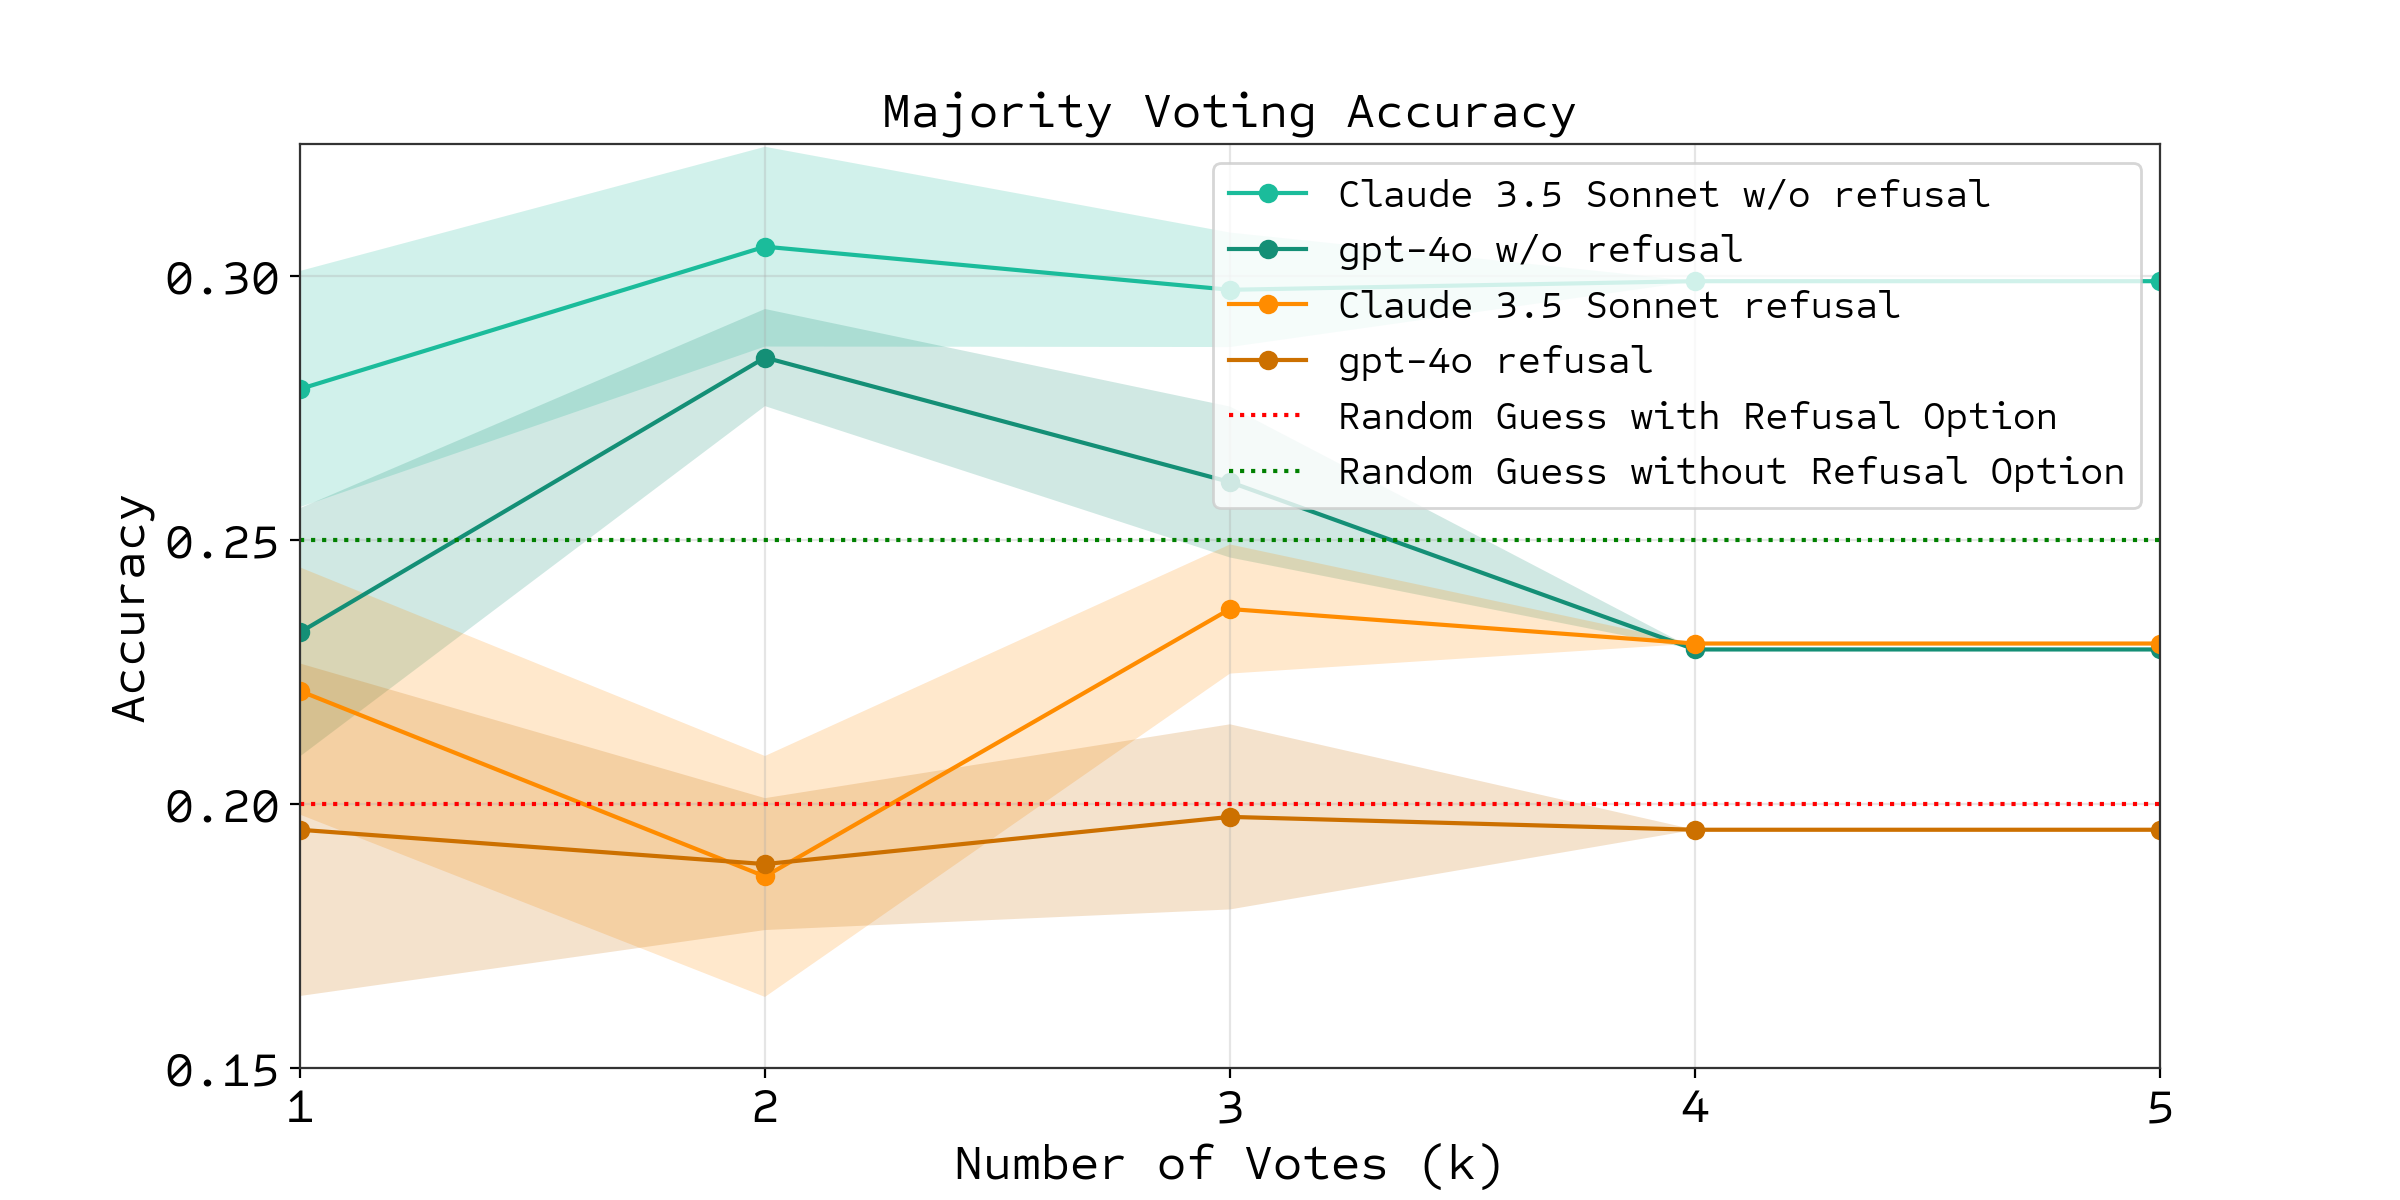 Majority Voting Accuracy
Claude 3.5 Sonnet w/o refusal
gpt-4o w/o refusal
Claude 3.5 Sonnet refusal
gpt-4o refusal
Random Guess with Refusal Option
Random Guess without Refusal Option
Accuracy
0.30
0.25
0.20
0.15
1 2 3 4 5
Number of Votes (k)